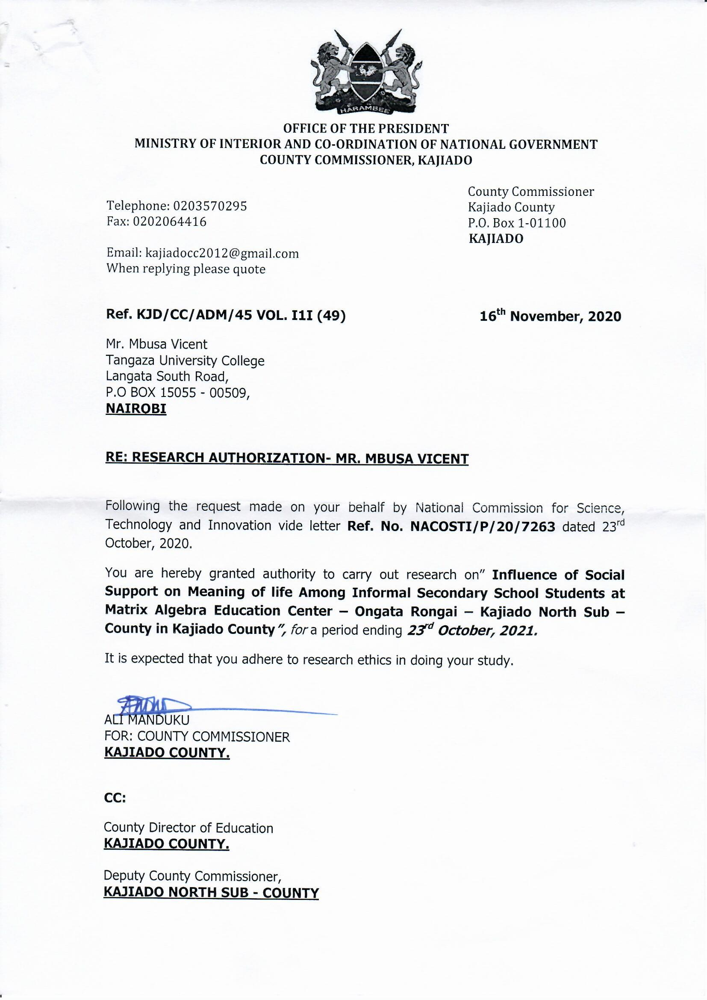 HARAMBEE
OFFICE OF THE PRESIDENT
MINISTRY OF INTERIOR AND CO-ORDINATION OF NATIONAL GOVERNMENT
COUNTY COMMISSIONER, KAJIADO
Telephone: 0203570295
Fax: 0202064416
Email: kajiadocc2012@gmail.com
When replying please quote
County Commissioner
Kajiado County
P.O. Box 1-01100
KAJIADO
Ref. KJD/CC/ADM/45 VOL. I1I (49)
16th November, 2020
Mr. Mbusa Vicent
Tangaza University College
Langata South Road,
P.O BOX 15055 - 00509,
NAIROBI
RE: RESEARCH AUTHORIZATION- MR. MBUSA VICENT
Following the request made on your behalf by National Commission for Science,
Technology and Innovation vide letter Ref. No. NACOSTI/P/20/7263 dated 23rd
October, 2020.
You are hereby granted authority to carry out research on” Influence of Social
Support on Meaning of life Among Informal Secondary School Students at
Matrix Algebra Education Center – Ongata Rongai – Kajiado North Sub –
County in Kajiado County”, for a period ending 23rd October, 2021.
It is expected that you adhere to research ethics in doing your study.
ALI MANDUKU
FOR: COUNTY COMMISSIONER
KAJIADO COUNTY.
CC:
County Director of Education
KAJIADO COUNTY.
Deputy County Commissioner,
KAJIADO NORTH SUB - COUNTY